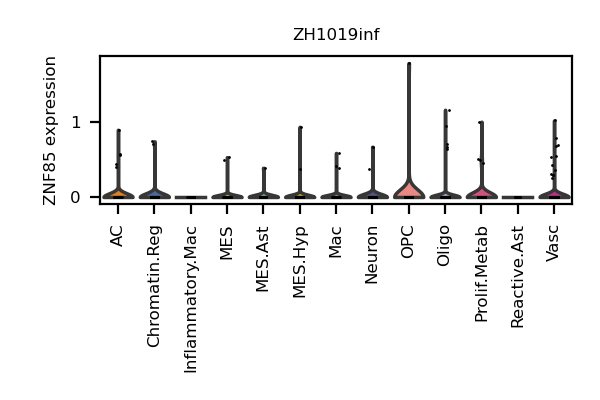 ZH1019inf
ZNF85 expression
1
0
AC
Chromatin.Reg
Inflammatory.Mac
MES
MES.Ast
MES.Hyp
Mac
Neuron
OPC
Oligo
Prolif.Metab
Reactive.Ast
Vasc